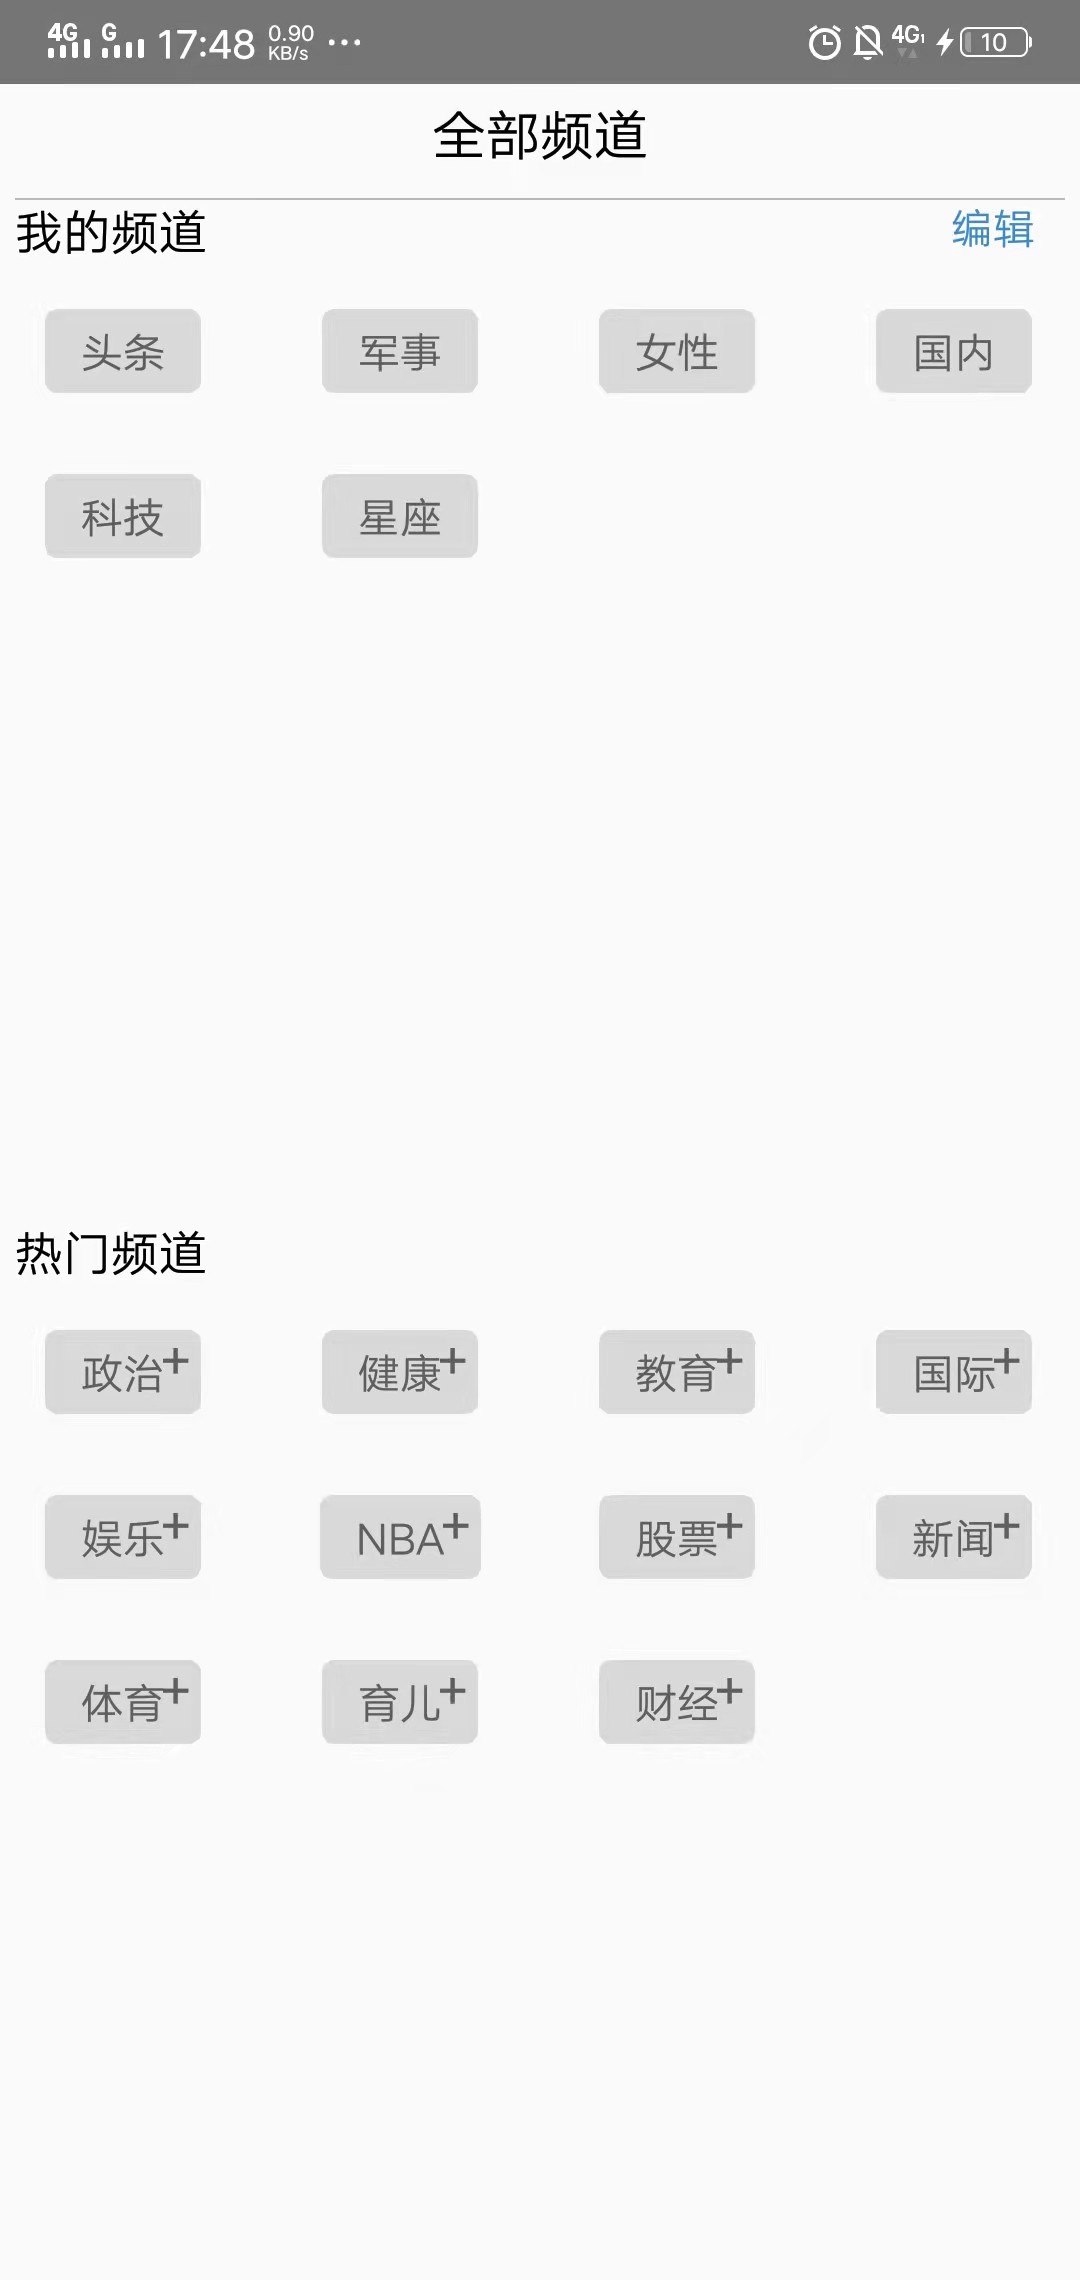 4G G 17:48 0.90 KB/s ··· 4G1 10
全部频道
我的频道 编辑
头条 军事 女性 国内
科技 星座
热门频道
政治+ 健康+ 教育+ 国际+
娱乐+ NBA+ 股票+ 新闻+
体育+ 育儿+ 财经+